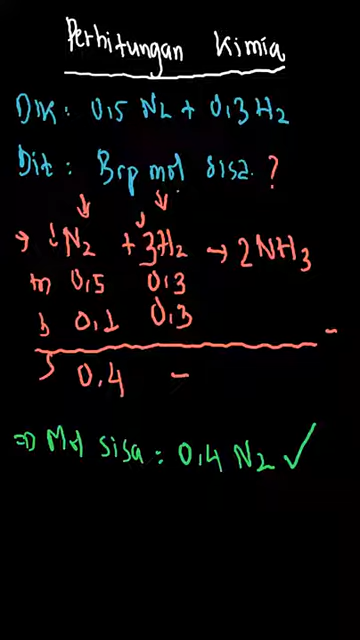 Perhitungan Kimia
Dik : 0,5 N2 + 0,3 H2
Dit : Brp mol sisa ?
→ 1N2 + 3H2 → 2NH3
m 0,5 0,3
b 0,1 0,3 -
S 0,4 -
⇒ Mol sisa = 0,4 N2 ✓